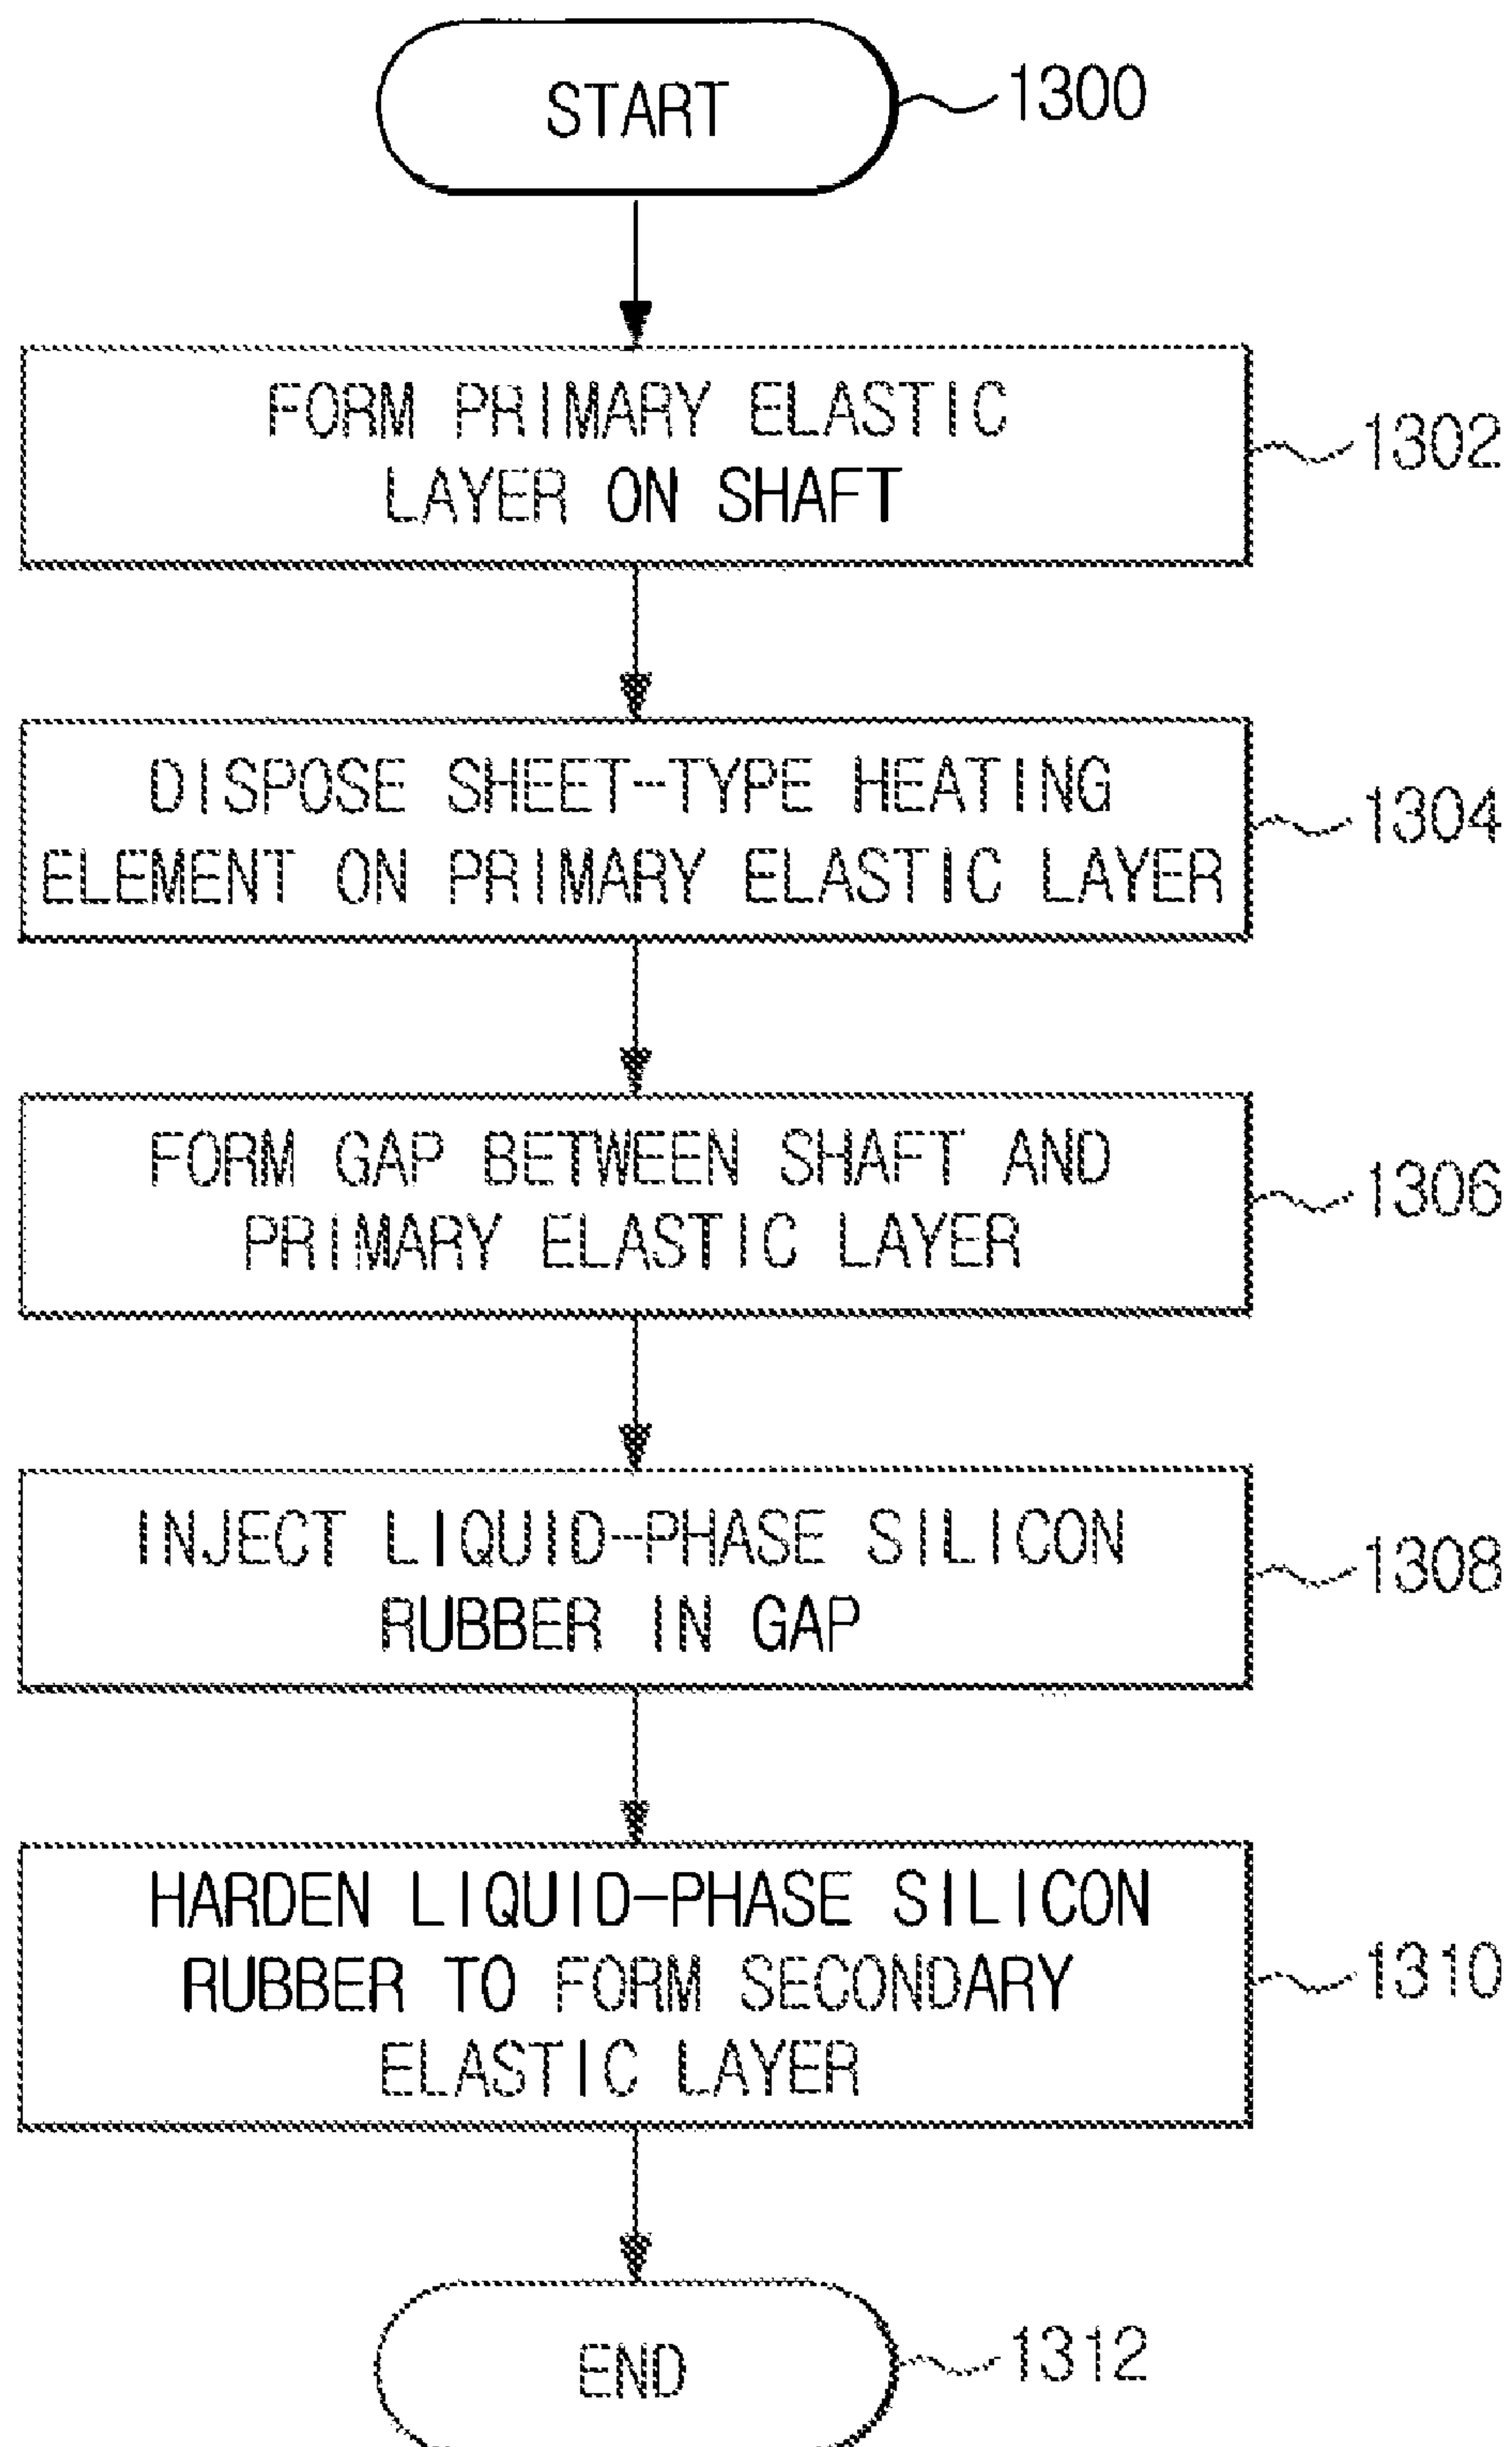 START
1300
FORM PRIMARY ELASTIC
LAYER ON SHAFT
1302
DISPOSE SHEET-TYPE HEATING
ELEMENT ON PRIMARY ELASTIC LAYER
1304
FORM GAP BETWEEN SHAFT AND
PRIMARY ELASTIC LAYER
1306
INJECT LIQUID-PHASE SILICON
RUBBER IN GAP
1308
HARDEN LIQUID-PHASE SILICON
RUBBER TO FORM SECONDARY
ELASTIC LAYER
1310
END
1312